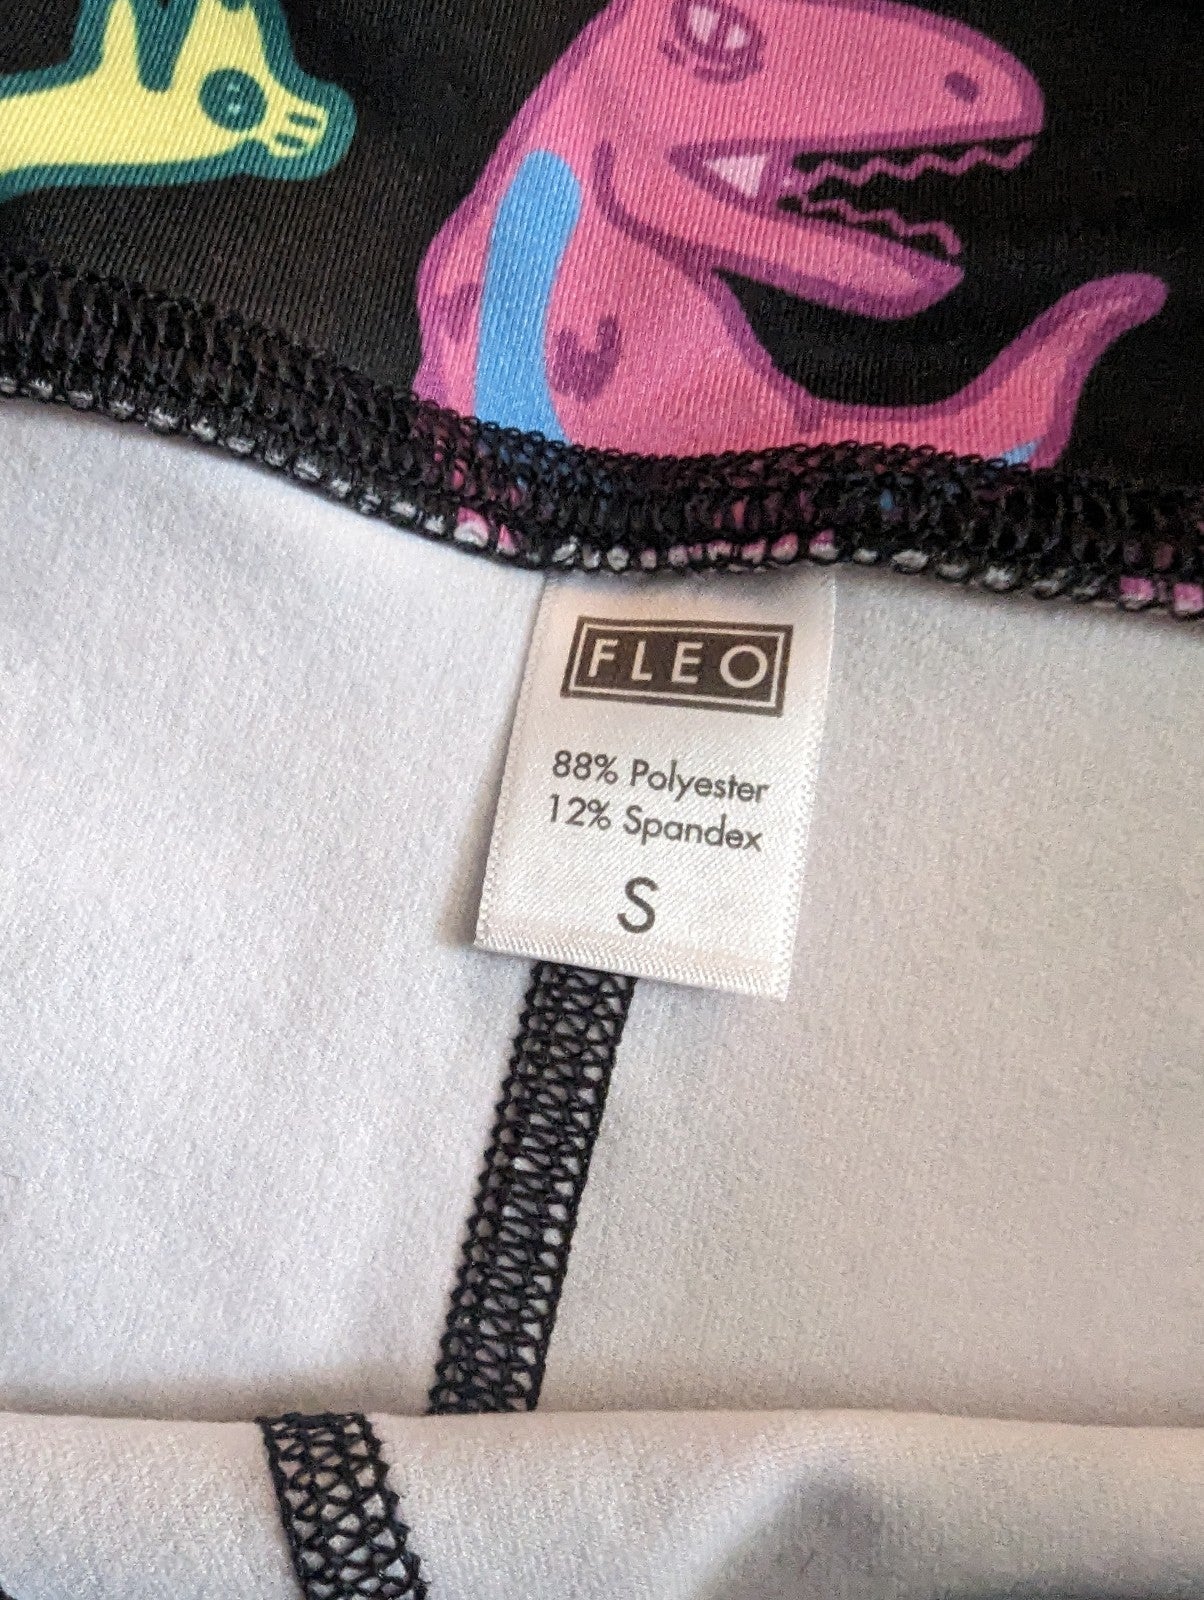 FLEO
88% Polyester
12% Spandex
S